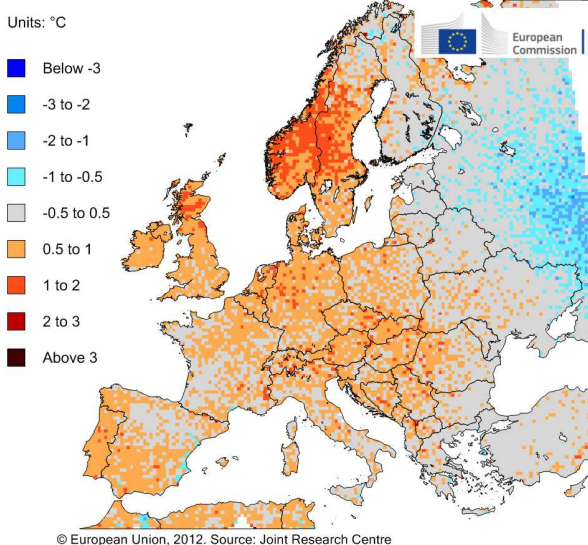 Units: °C
European
Commission
Below -3
-3 to -2
-2 to -1
-1 to -0.5
-0.5 to 0.5
0.5 to 1
1 to 2
2 to 3
Above 3
© European Union, 2012. Source: Joint Research Centre